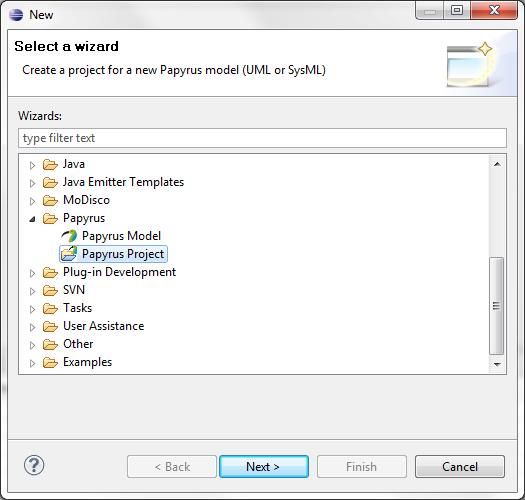 New
Select a wizard
Create a project for a new Papyrus model (UML or SysML)
Wizards:
type filter text
Java
Java Emitter Templates
MoDisco
Papyrus
Papyrus Model
Papyrus Project
Plug-in Development
SVN
Tasks
User Assistance
Other
Examples
? < Back Next > Finish Cancel